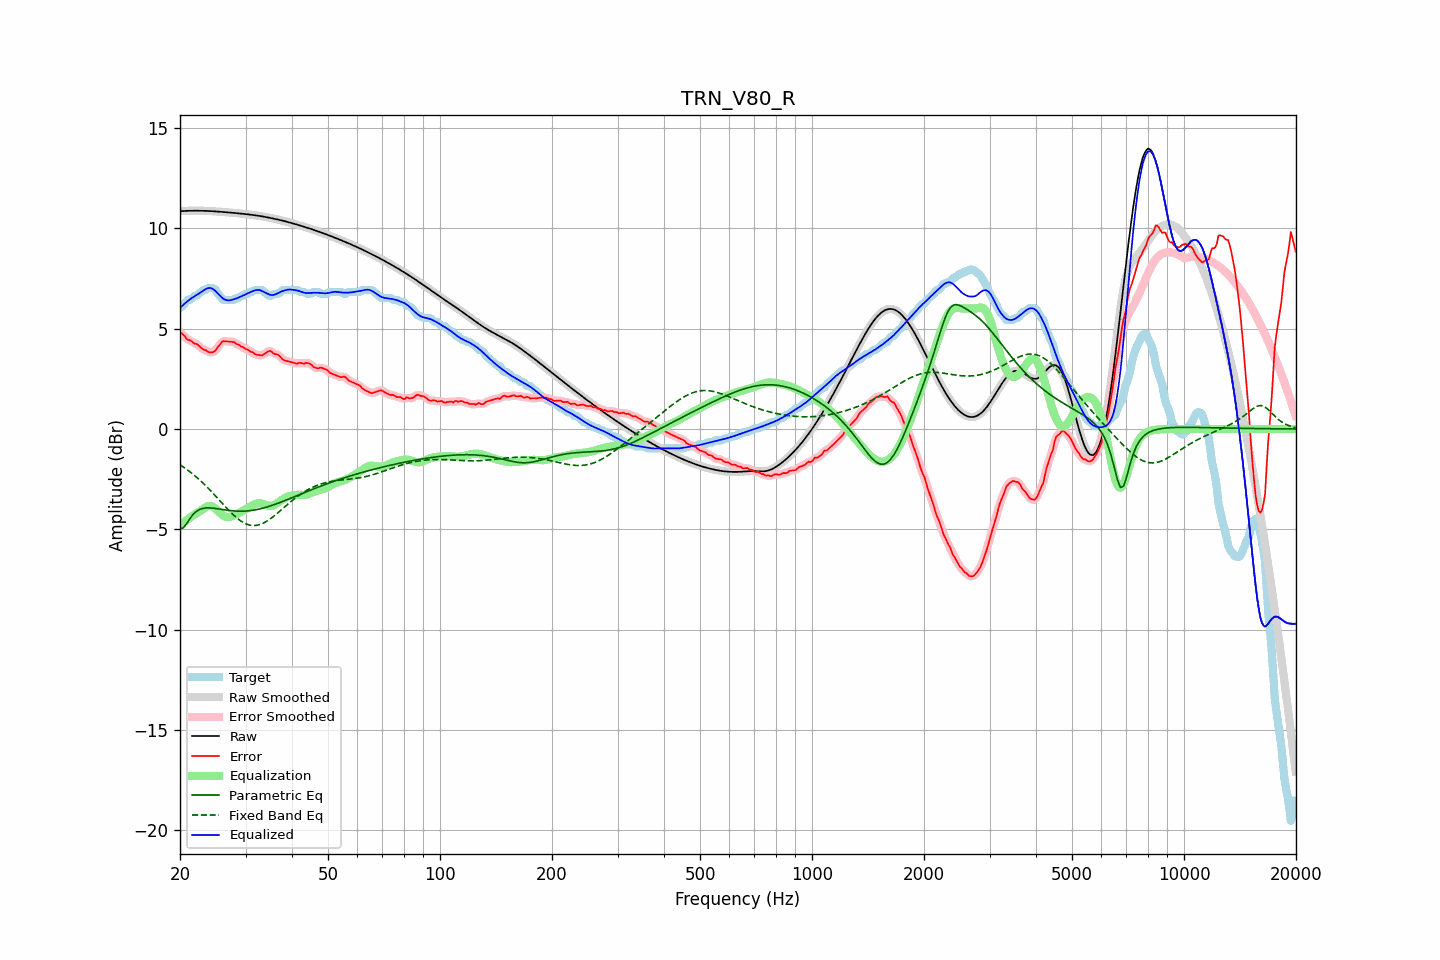 TRN_V80_R
Amplitude (dBr)
15
10
5
0
−5
−10
−15
−20
Target
Raw Smoothed
Error Smoothed
Raw
Error
Equalization
Parametric Eq
Fixed Band Eq
Equalized
20
50
100
200
500
1000
2000
5000
10000
20000
Frequency (Hz)